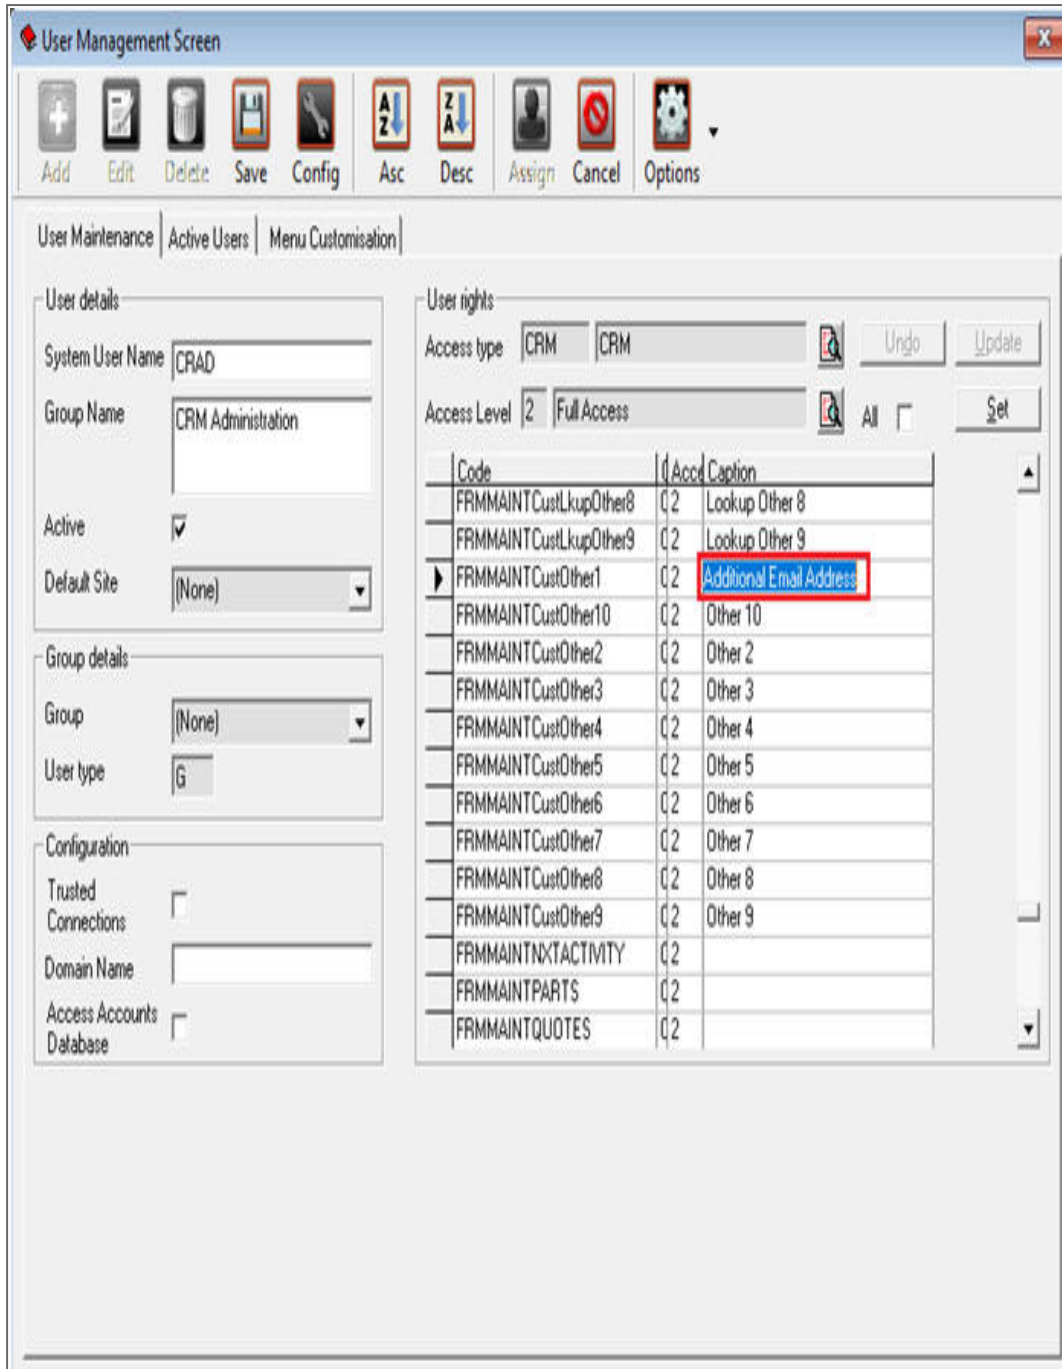 User Management Screen
Add Edit Delete Save Config Asc Desc Assign Cancel Options
User Maintenance Active Users Menu Customisation
User details
System User Name CRAD
Group Name CRM Administration
Active
Default Site (None)
Group details
Group (None)
User type G
Configuration
Trusted
Connections
Domain Name
Access Accounts
Database
User rights
Access type CRM CRM Undo Update
Access Level 2 Full Access All Set
Code Acce Caption
FRMMAINTCustLkupOther8 2 Lookup Other 8
FRMMAINTCustLkupOther9 2 Lookup Other 9
FRMMAINTCustOther1 2 Additional Email Address
FRMMAINTCustOther10 2 Other 10
FRMMAINTCustOther2 2 Other 2
FRMMAINTCustOther3 2 Other 3
FRMMAINTCustOther4 2 Other 4
FRMMAINTCustOther5 2 Other 5
FRMMAINTCustOther6 2 Other 6
FRMMAINTCustOther7 2 Other 7
FRMMAINTCustOther8 2 Other 8
FRMMAINTCustOther9 2 Other 9
FRMMAINTNXTACTIVITY 2
FRMMAINTPARTS 2
FRMMAINTQUOTES 2